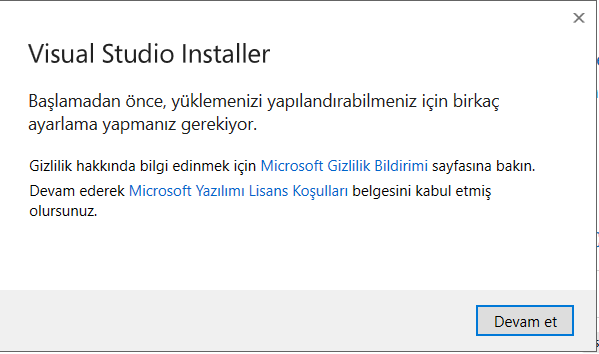 Visual Studio Installer
Başlamadan önce, yüklemenizi yapılandırabilmeniz için birkaç
ayarlama yapmanız gerekiyor.
Gizlilik hakkında bilgi edinmek için Microsoft Gizlilik Bildirimi sayfasına bakın.
Devam ederek Microsoft Yazılımı Lisans Koşulları belgesini kabul etmiş
olursunuz.
Devam et